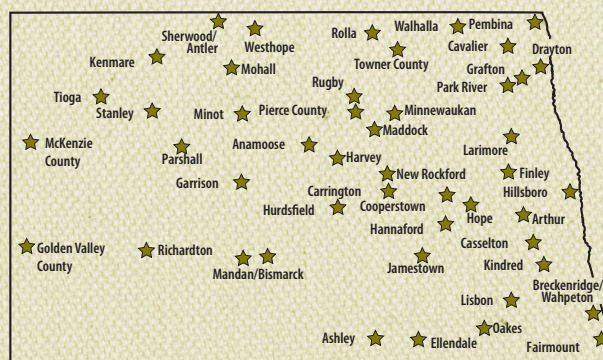 Sherwood/
Antler
Westhope
Rolla
Walhalla
Pembina
Cavalier
Drayton
Kenmare
Mohall
Towner County
Grafton
Park River
Rugby
Tioga
Stanley
Minot
Pierce County
Minnewaukan
Maddock
McKenzie
County
Parshall
Anamoose
Harvey
Larimore
Garrison
New Rockford
Finley
Carrington
Cooperstown
Hillsboro
Hurdsfield
Hope
Arthur
Hannaford
Golden Valley
County
Richardton
Mandan/Bismarck
Jamestown
Casselton
Kindred
Breckenridge/
Wahpeton
Lisbon
Ashley
Ellendale
Oakes
Fairmount